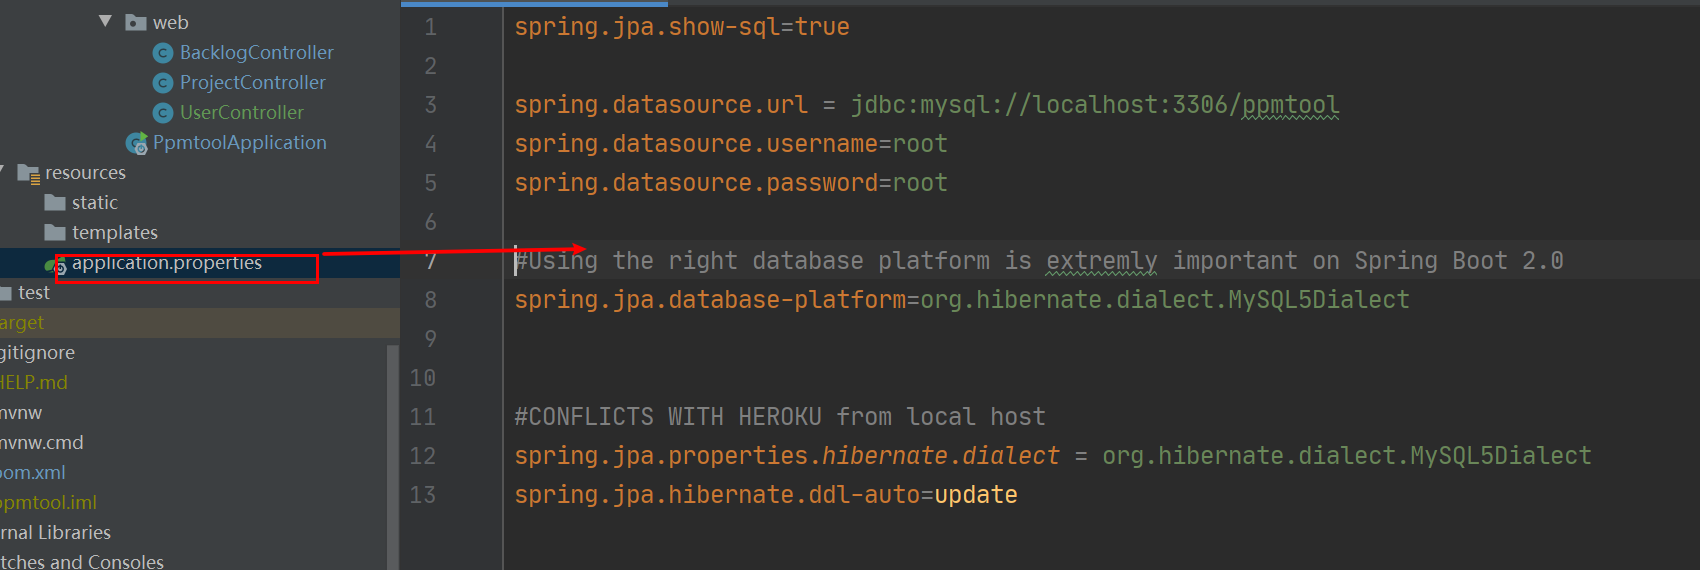 web
BacklogController
ProjectController
UserController
PpmtoolApplication
resources
static
templates
application.properties
test
arget
gitignore
HELP.md
mvnw
mvnw.cmd
pom.xml
ppmtool.iml
rnal Libraries
tches and Consoles
1 spring.jpa.show-sql=true
2
3 spring.datasource.url = jdbc:mysql://localhost:3306/ppmtool
4 spring.datasource.username=root
5 spring.datasource.password=root
6
7 #Using the right database platform is extremly important on Spring Boot 2.0
8 spring.jpa.database-platform=org.hibernate.dialect.MySQL5Dialect
9
10
11 #CONFLICTS WITH HEROKU from local host
12 spring.jpa.properties.hibernate.dialect = org.hibernate.dialect.MySQL5Dialect
13 spring.jpa.hibernate.ddl-auto=update